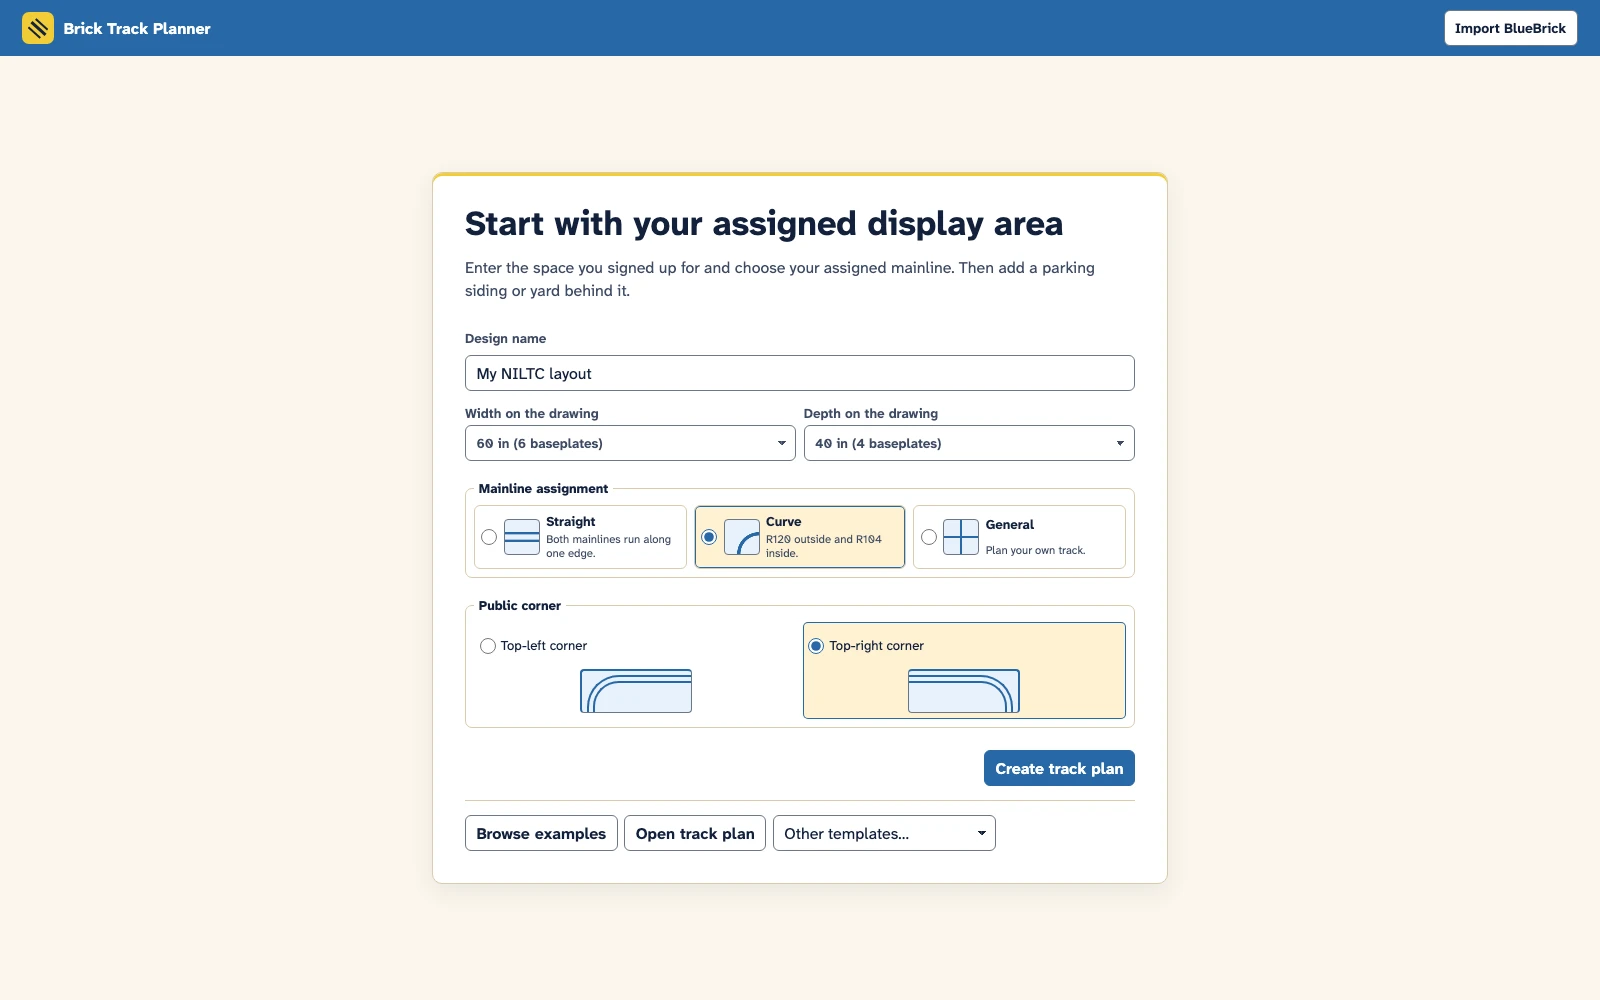 Brick Track Planner
Import BlueBrick
Start with your assigned display area
Enter the space you signed up for and choose your assigned mainline. Then add a parking
siding or yard behind it.
Design name
My NILTC layout
Width on the drawing
Depth on the drawing
60 in (6 baseplates)
40 in (4 baseplates)
Mainline assignment
Straight
Both mainlines run along
one edge.
Curve
R120 outside and R104
inside.
General
Plan your own track.
Public corner
Top-left corner
Top-right corner
Create track plan
Browse examples
Open track plan
Other templates...